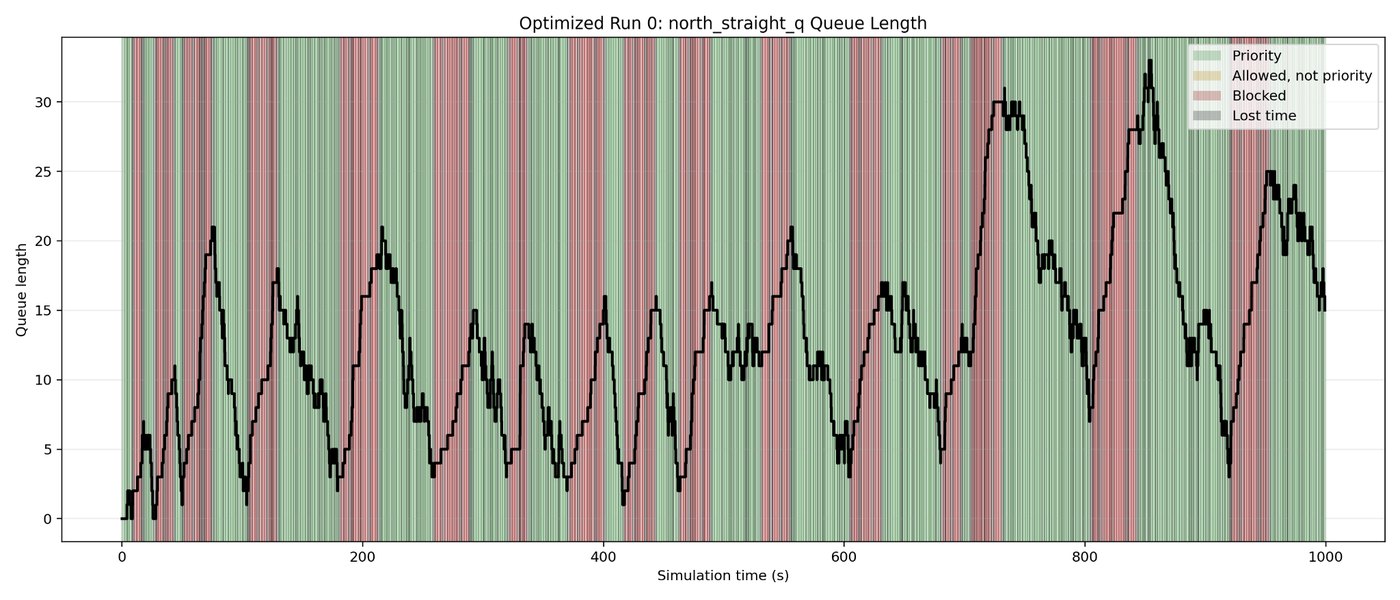 Optimized Run 0: north_straight_q Queue Length
Priority
Allowed, not priority
Blocked
Lost time
Queue length
30
25
20
15
10
5
0
0 200 400 600 800 1000
Simulation time (s)